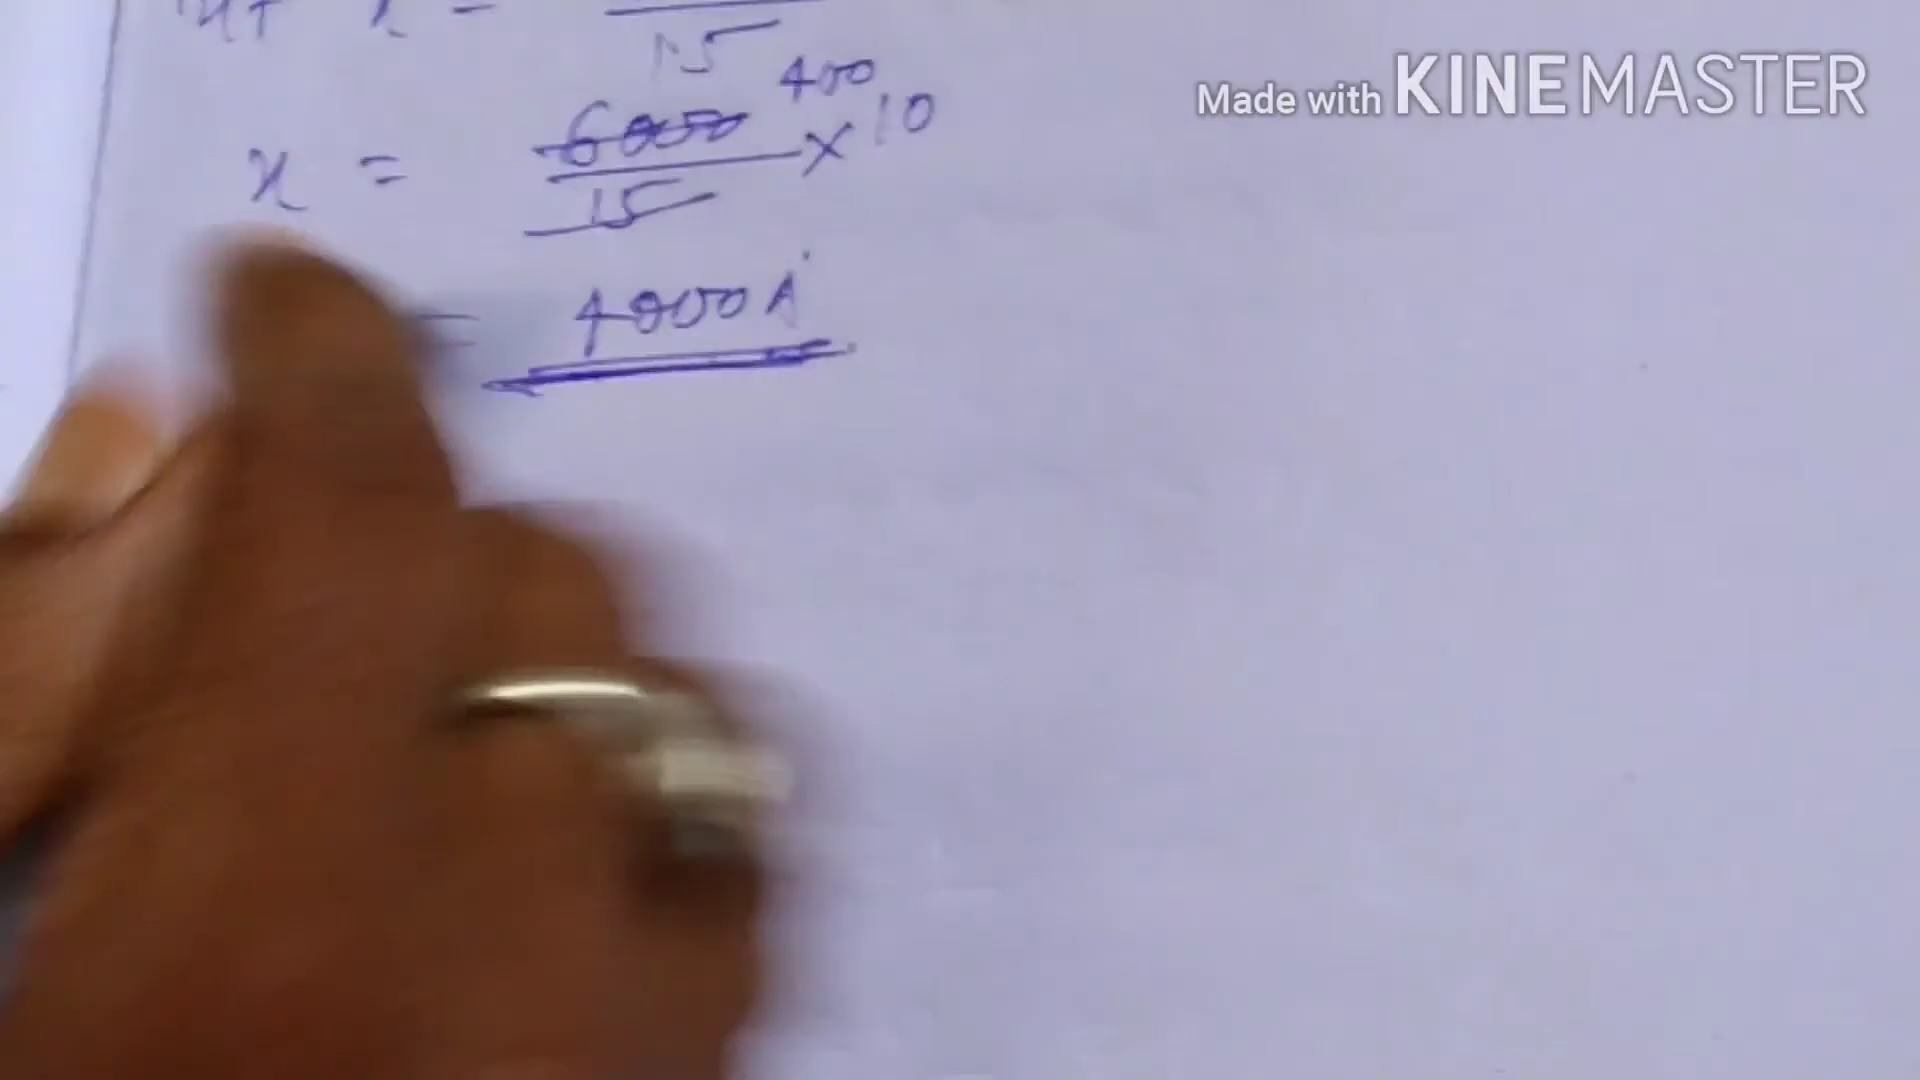 15
400
x = 6000 × 10
15
= 4000 Å
Made with KINEMASTER